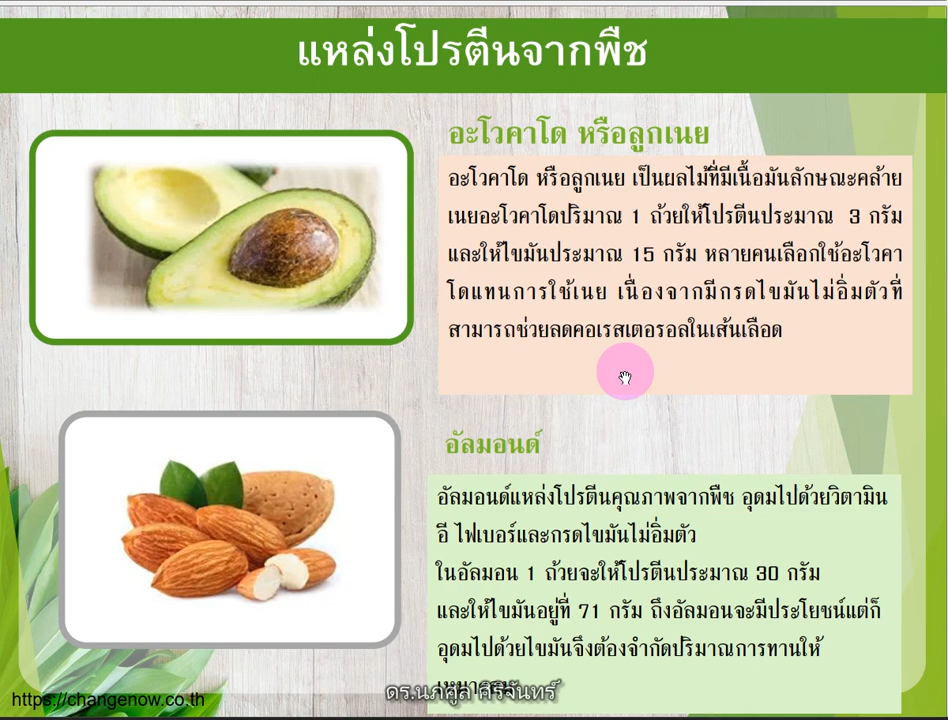 แหล่งโปรตีนจากพืช
อะโวคาโด หรือลูกเนย
อะโวคาโด หรือลูกเนย เป็นผลไม้ที่มีเนื้อมันลักษณะคล้าย
เนยอะโวคาโดปริมาณ 1 ถ้วยให้โปรตีนประมาณ 3 กรัม
และให้ไขมันประมาณ 15 กรัม หลายคนเลือกใช้อะโวคา
โดแทนการใช้เนย เนื่องจากมีกรดไขมันไม่อิ่มตัวที่
สามารถช่วยลดคอเรสเตอรอลในเส้นเลือด
อัลมอนด์
อัลมอนด์แหล่งโปรตีนคุณภาพจากพืช อุดมไปด้วยวิตามิน
อี ไฟเบอร์และกรดไขมันไม่อิ่มตัว
ในอัลมอน 1 ถ้วยจะให้โปรตีนประมาณ 30 กรัม
และให้ไขมันอยู่ที่ 71 กรัม ถึงอัลมอนจะมีประโยชน์แต่ก็
อุดมไปด้วยไขมันจึงต้องจำกัดปริมาณการทานให้
ดร.นภศูล ศิริจันทร์
https://changenow.co.th